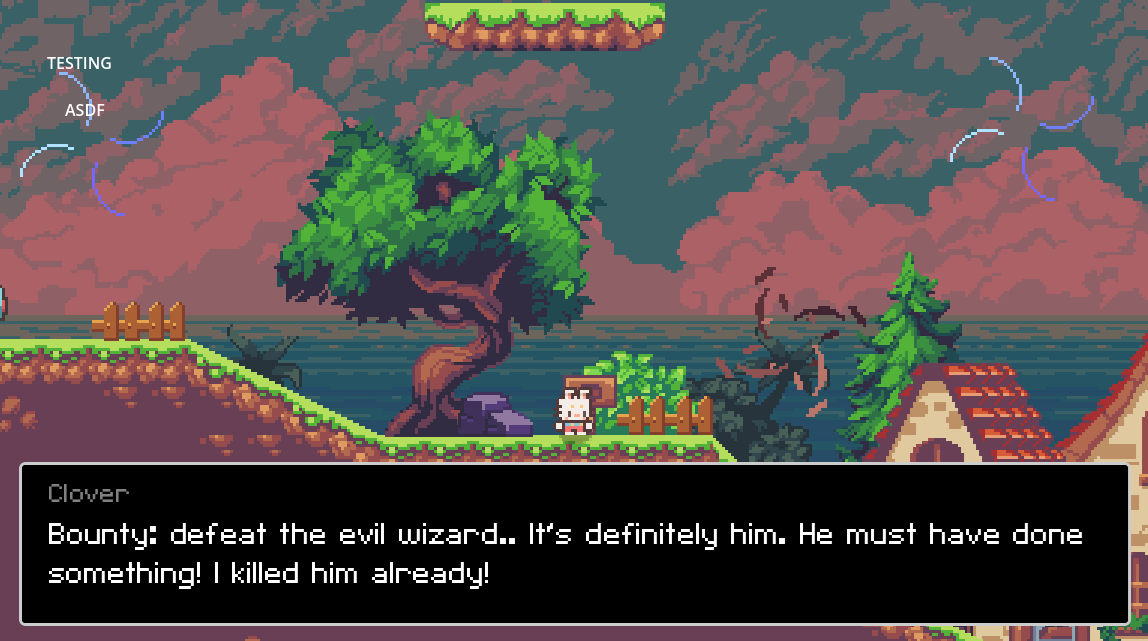 TESTING
ASDF
Clover
Bounty: defeat the evil wizard.. It's definitely him. He must have done
something! I killed him already!